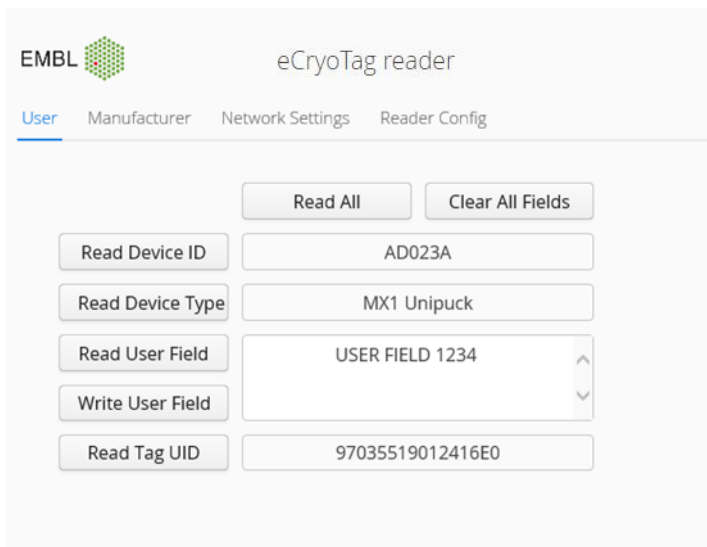 EMBL
eCryoTag reader
User Manufacturer Network Settings Reader Config
Read All Clear All Fields
Read Device ID AD023A
Read Device Type MX1 Unipuck
Read User Field USER FIELD 1234
Write User Field
Read Tag UID 97035519012416E0